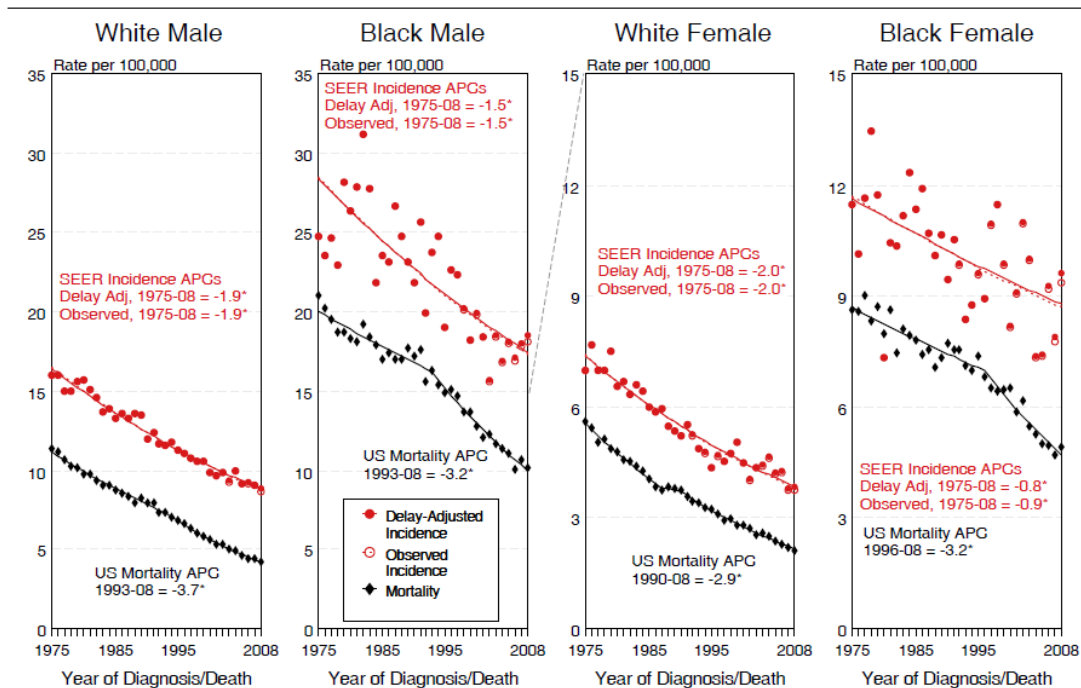 White Male
Rate per 100,000
35
30
25
20
15
10
5
0
SEER Incidence APCs
Delay Adj, 1975-08 = -1.9*
Observed, 1975-08 = -1.9*
US Mortality APC
1993-08 = -3.7*
1975
1985
1995
2008
Year of Diagnosis/Death
Black Male
Rate per 100,000
35
30
25
20
15
10
5
0
SEER Incidence APCs
Delay Adj, 1975-08 = -1.5*
Observed, 1975-08 = -1.5*
US Mortality APC
1993-08 = -3.2*
Delay-Adjusted
Incidence
Observed
Incidence
Mortality
1975
1985
1995
2008
Year of Diagnosis/Death
White Female
Rate per 100,000
15
12
9
6
3
0
SEER Incidence APCs
Delay Adj, 1975-08 = -2.0*
Observed, 1975-08 = -2.0*
US Mortality APC
1990-08 = -2.9*
1975
1985
1995
2008
Year of Diagnosis/Death
Black Female
Rate per 100,000
15
12
9
6
3
0
SEER Incidence APCs
Delay Adj, 1975-08 = -0.8*
Observed, 1975-08 = -0.9*
US Mortality APC
1996-08 = -3.2*
1975
1985
1995
2008
Year of Diagnosis/Death